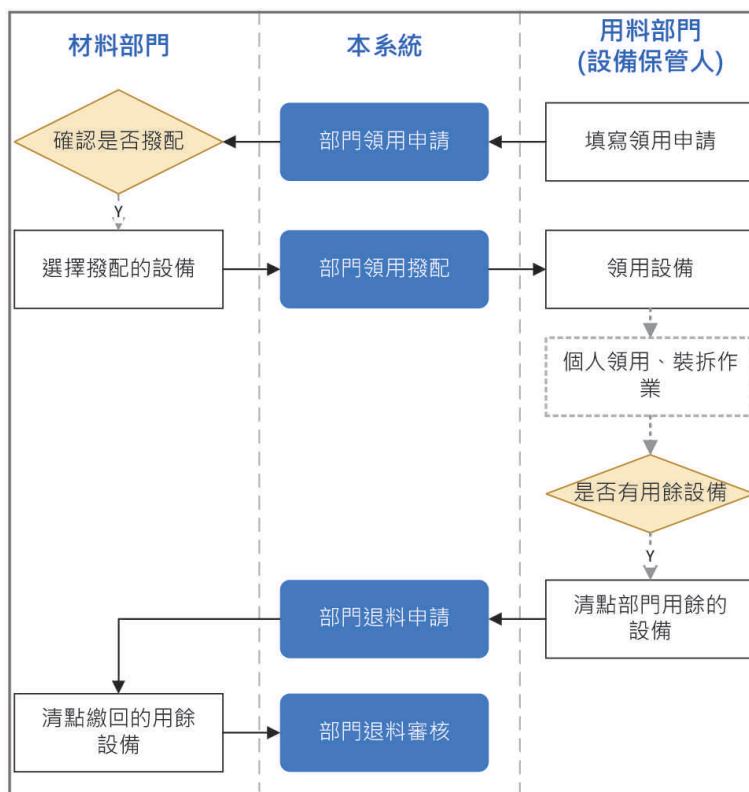 材料部門
本系統
用料部門
(設備保管人)
確認是否撥配
部門領用申請
填寫領用申請
Y
選擇撥配的設備
部門領用撥配
領用設備
個人領用、裝拆作
業
是否有用餘設備
Y
部門退料申請
清點部門用餘的
設備
清點繳回的用餘
設備
部門退料審核